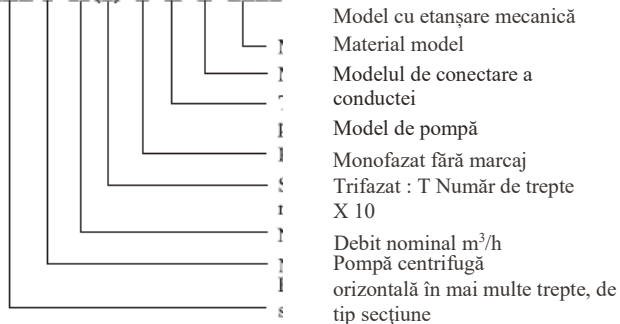 Model cu etanșare mecanică
Material model
Modelul de conectare a
conductei
Model de pompă
Monofazat fără marcaj
Trifazat : T Număr de trepte
X 10
Debit nominal m³/h
Pompă centrifugă
orizontală în mai multe trepte, de
tip secțiune